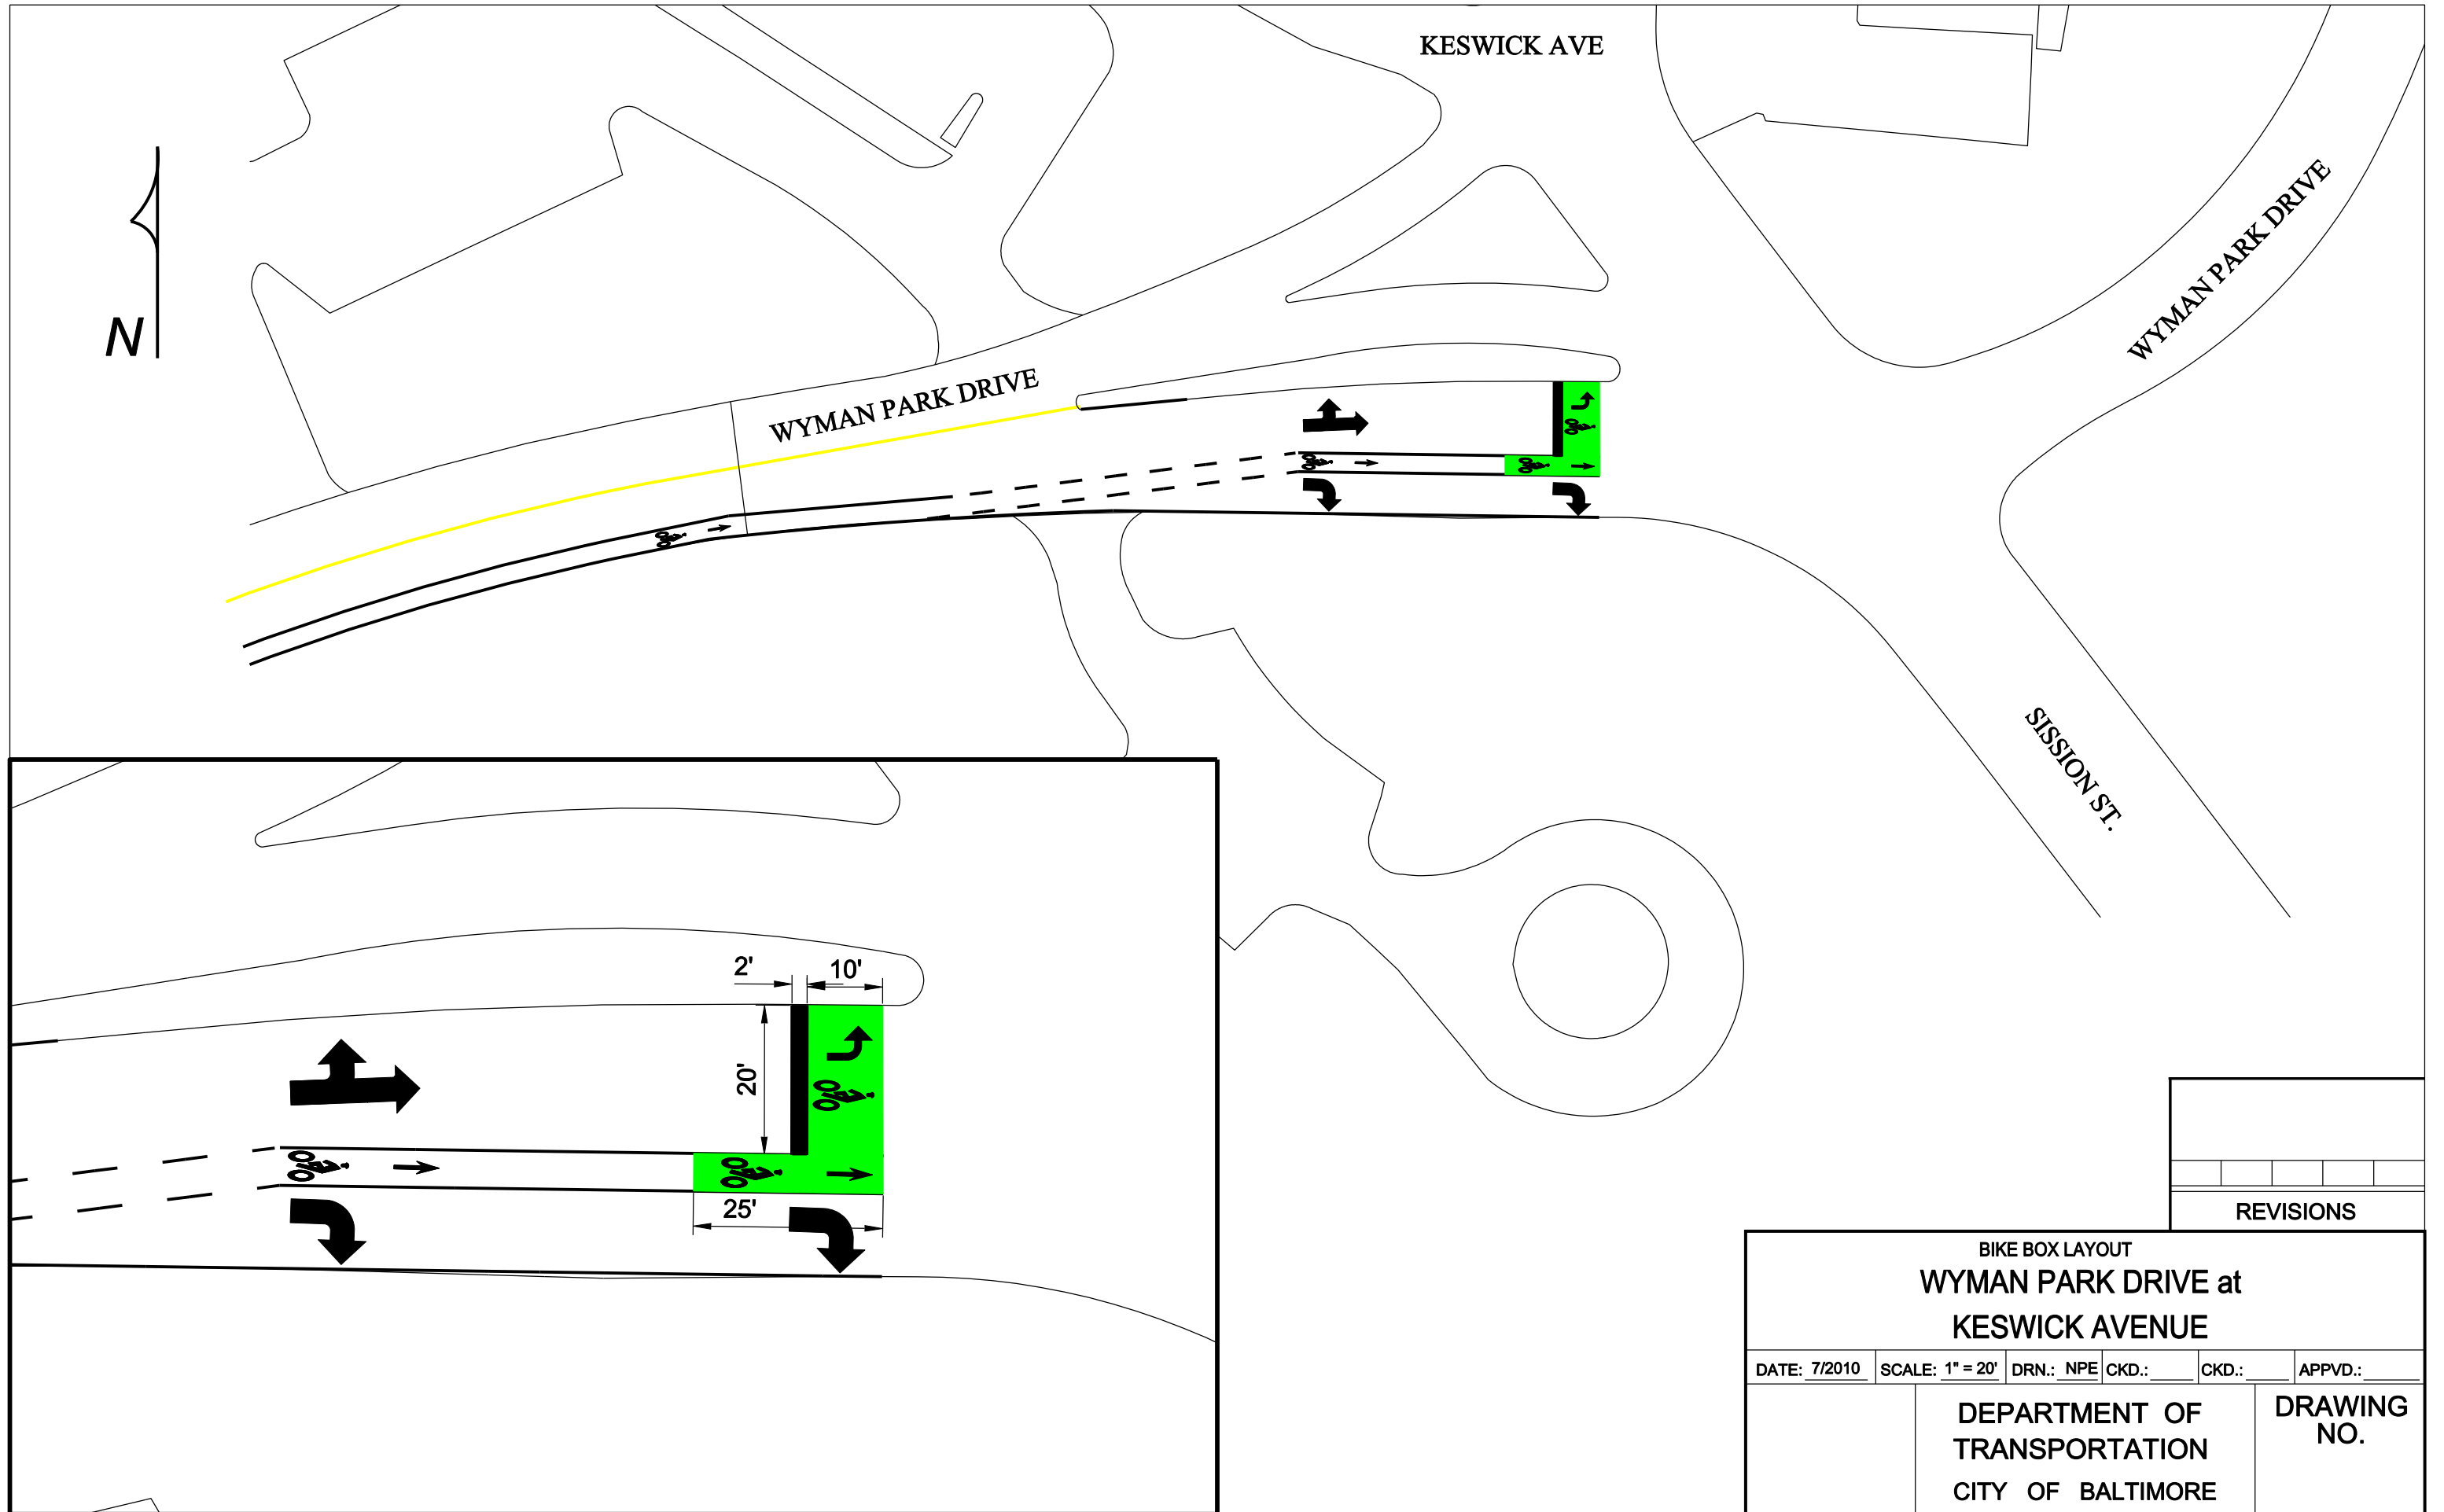 KESWICK AVE
WYMAN PARK DRIVE
N
WYMAN PARK DRIVE
SISSION ST.
2'
10'
20'
25'
REVISIONS
BIKE BOX LAYOUT
WYMAN PARK DRIVE at
KESWICK AVENUE
DATE: 7/2010 SCALE: 1" = 20' DRN.: NPE CKD.: CKD.: APPVD.:
DEPARTMENT OF
TRANSPORTATION
CITY OF BALTIMORE
DRAWING
NO.